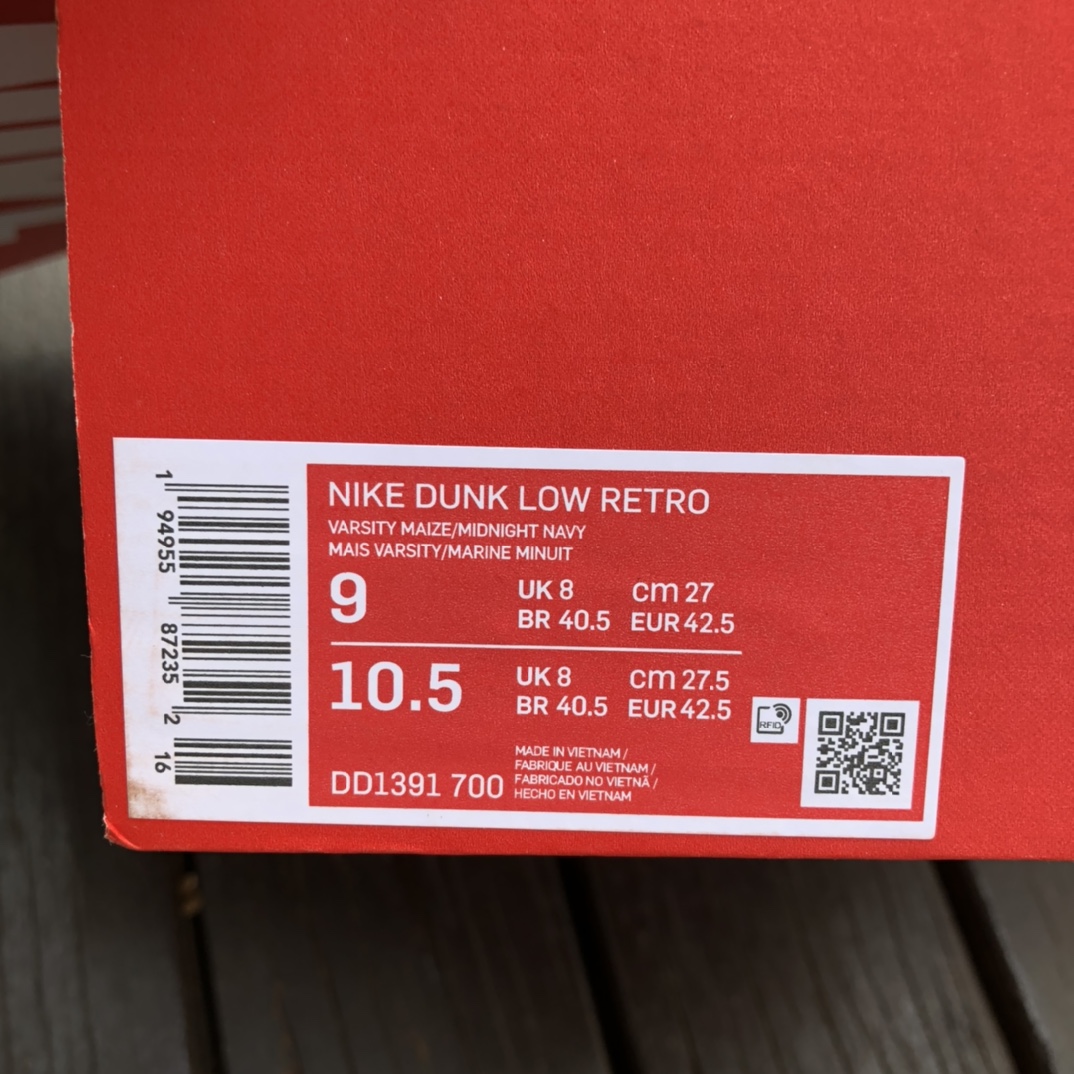 NIKE DUNK LOW RETRO
VARSITY MAIZE/MIDNIGHT NAVY
MAIS VARSITY/MARINE MINUIT
9 UK 8 cm 27
BR 40.5 EUR 42.5
10.5 UK 8 cm 27.5
BR 40.5 EUR 42.5
RFID
MADE IN VIETNAM /
FABRIQUE AU VIETNAM /
FABRICADO NO VIETNÃ /
HECHO EN VIETNAM
DD1391 700
1 94955 87235 2 16